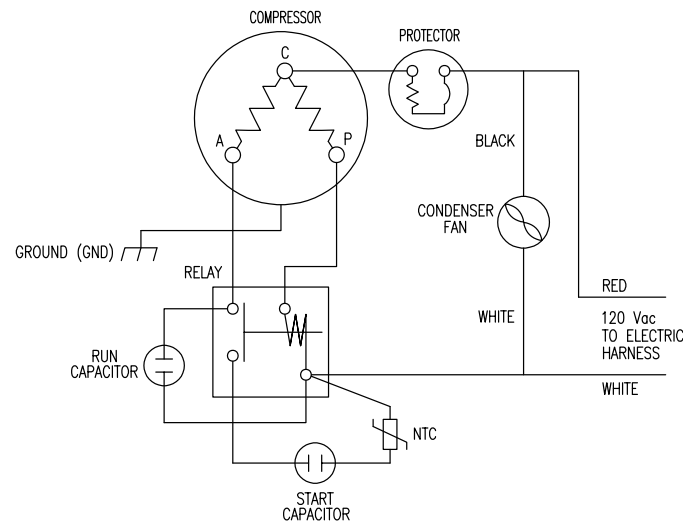 COMPRESSOR
PROTECTOR
C
A
P
BLACK
CONDENSER
FAN
GROUND (GND)
RELAY
RED
WHITE
120 Vac
TO ELECTRIC
HARNESS
RUN
CAPACITOR
WHITE
NTC
START
CAPACITOR